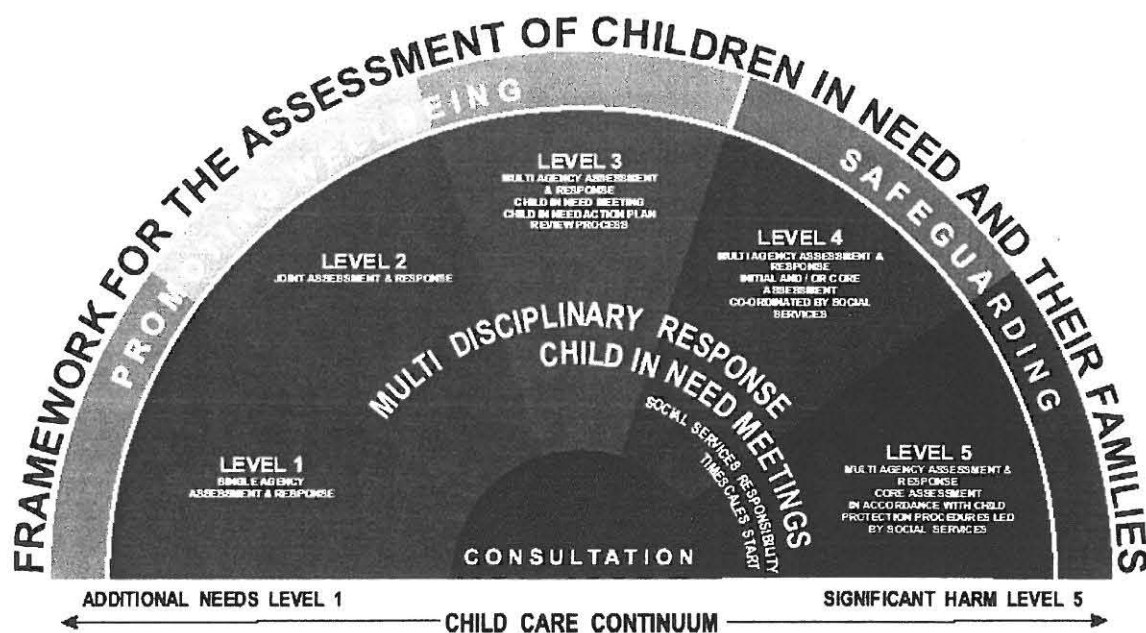 FRAMEWORK FOR THE ASSESSMENT OF CHILDREN IN NEED AND THEIR FAMILIES
PROMOTING WELL BEING
SAFEGUARDING
LEVEL 1
SINGLE AGENCY
ASSESSMENT & RESPONSE
LEVEL 2
JOINT ASSESSMENT & RESPONSE
LEVEL 3
MULTI AGENCY ASSESSMENT
& RESPONSE
CHILD IN NEED MEETING
CHILD IN NEED ACTION PLAN
REVIEW PROCESS
LEVEL 4
MULTI AGENCY ASSESSMENT &
RESPONSE
INITIAL AND / OR CORE
ASSESSMENT
CO-ORDINATED BY SOCIAL
SERVICES
LEVEL 5
MULTI AGENCY ASSESSMENT &
RESPONSE
CORE ASSESSMENT
IN ACCORDANCE WITH CHILD
PROTECTION PROCEDURES LED
BY SOCIAL SERVICES
MULTI DISCIPLINARY RESPONSE
CHILD IN NEED MEETINGS
SOCIAL SERVICES RESPONSIBILITY
TIMESCALES START
CONSULTATION
ADDITIONAL NEEDS LEVEL 1
SIGNIFICANT HARM LEVEL 5
CHILD CARE CONTINUUM